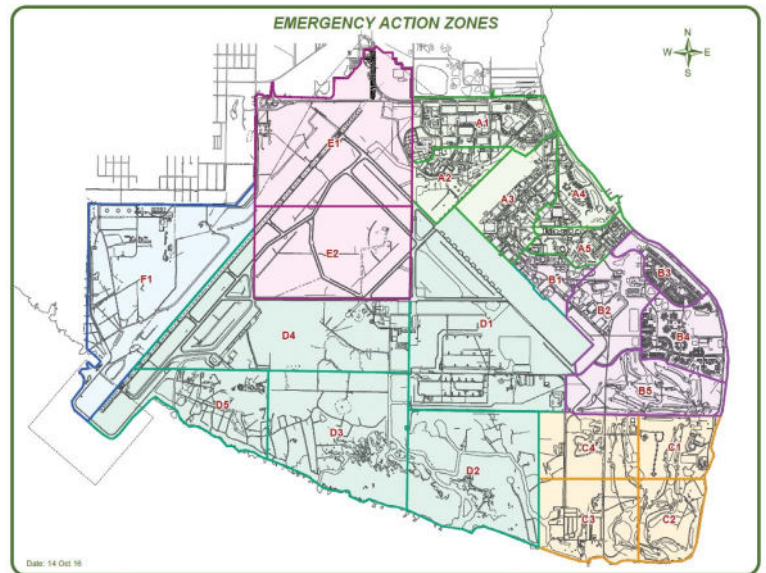 EMERGENCY ACTION ZONES
N
W E
S
A1
E1
A2
A3
A4
A5
E2
B3
F1
B1
B2
D1
D4
B4
B5
D5
D3
C4
C1
D2
C3
C2
Date: 14 Oct 16